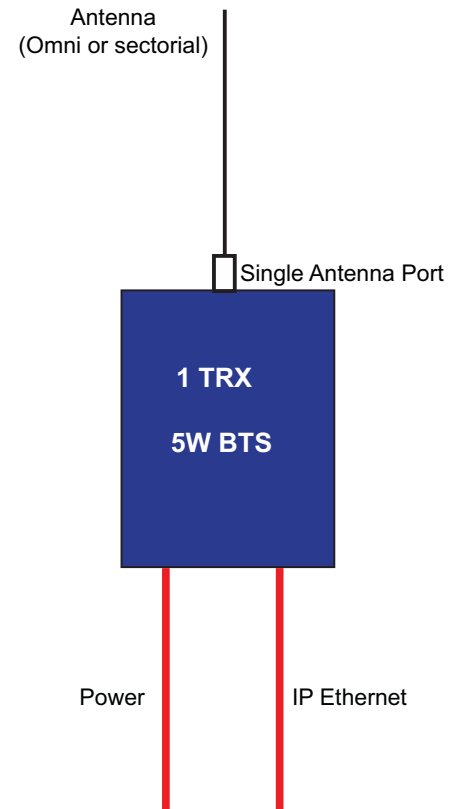 Antenna
(Omni or sectorial)
Single Antenna Port
1 TRX
5W BTS
Power
IP Ethernet